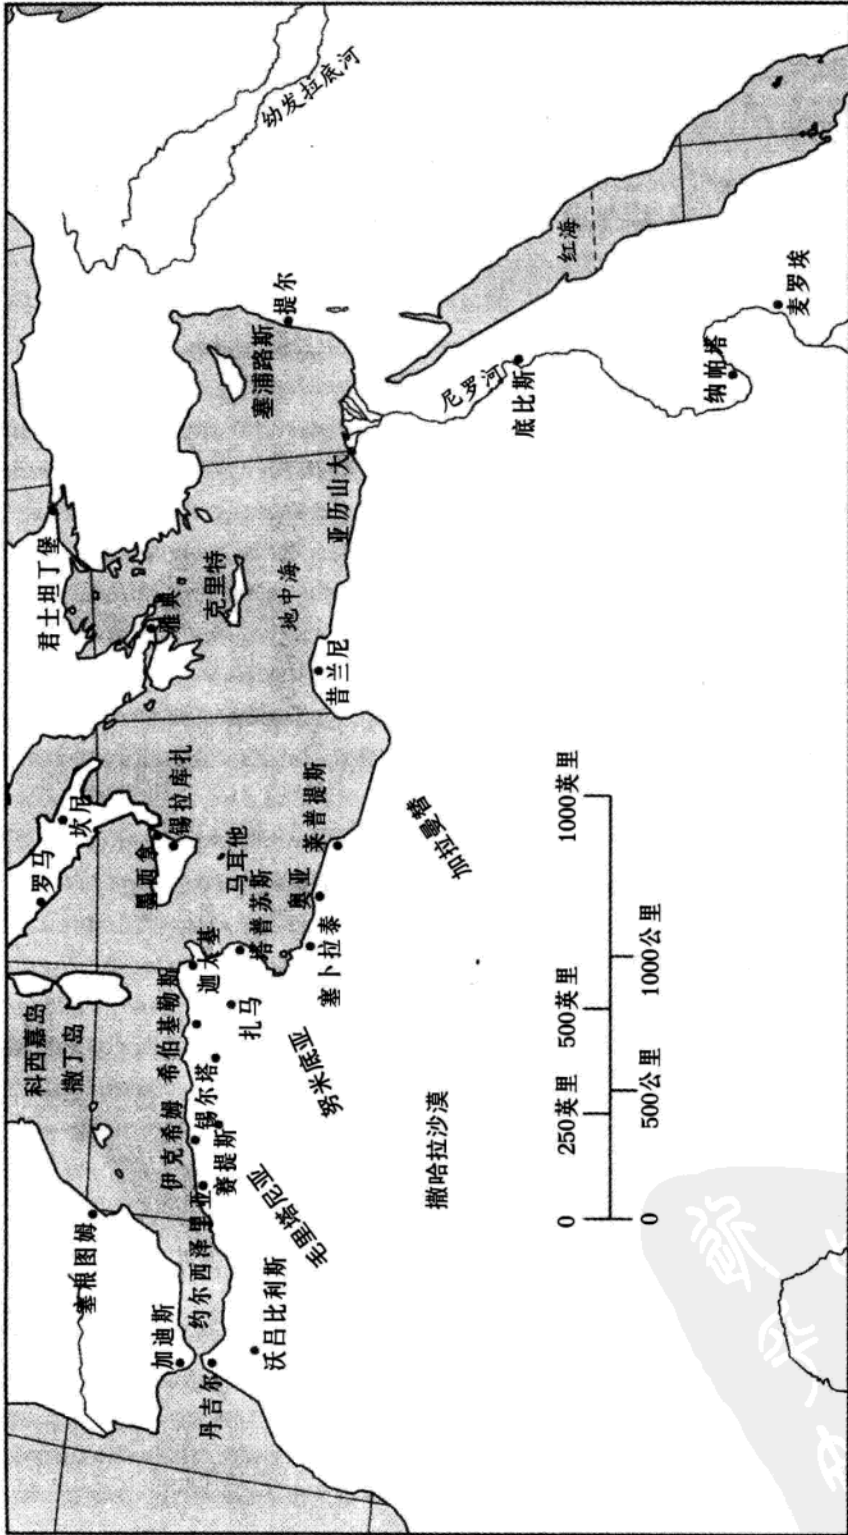 幼发拉底河
红海
麦罗埃
纳帕塔
尼罗河
底比斯
提尔
塞浦路斯
亚历山大
君士坦丁堡
雅典
克里特
地中海
昔兰尼
罗马
坎尼
墨西拿
锡拉库扎
马耳他
莱普提斯
奥亚
塞卜拉泰
塔普苏斯
迦太基
扎马
希伯基勒斯
锡尔塔
伊克希姆
赛提斯
约尔西泽里亚
科西嘉岛
撒丁岛
塞根图姆
加迪斯
丹吉尔
沃吕比利斯
毛里塔尼亚
努米底亚
加拉曼替
撒哈拉沙漠
0 250英里 500英里 1000英里
0 500公里 1000公里